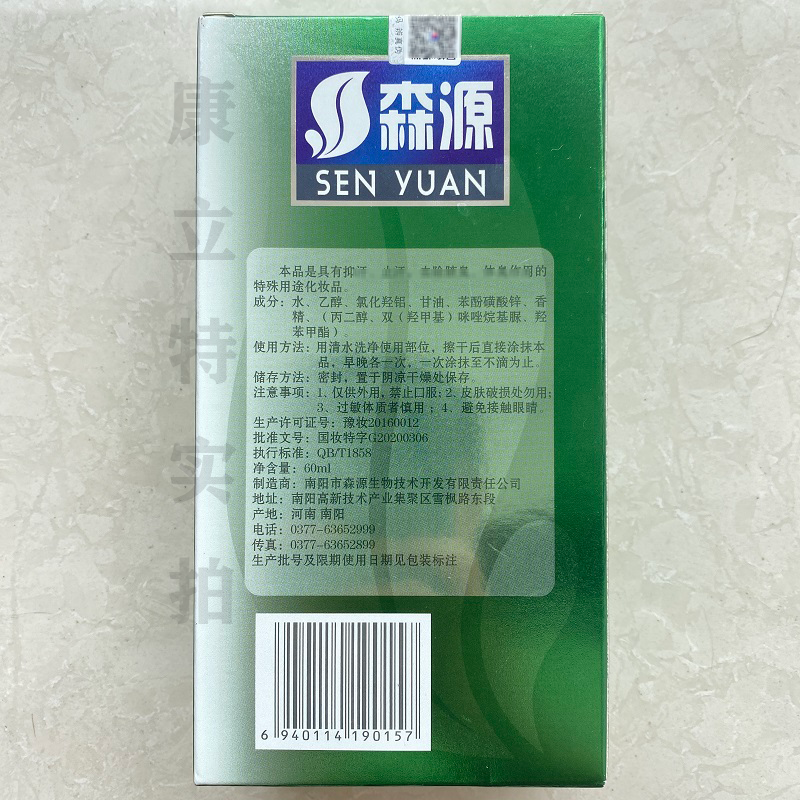 森源
SEN YUAN
本品是具有抑汗、止汗、去除腋臭、体臭作用的
特殊用途化妆品。
成分：水、乙醇、氯化羟铝、甘油、苯酚磺酸锌、香
精、（丙二醇、双（羟甲基）咪唑烷基脲、羟
苯甲酯）。
使用方法：用清水洗净使用部位，擦干后直接涂抹本
品，早晚各一次，一次涂抹至不滴为止。
储存方法：密封，置于阴凉干燥处保存。
注意事项：1、仅供外用，禁止口服；2、皮肤破损处勿用；
3、过敏体质者慎用；4、避免接触眼睛。
生产许可证号：豫妆20160012
批准文号：国妆特字G20200306
执行标准：QB/T1858
净含量：60ml
制造商：南阳市森源生物技术开发有限责任公司
地址：南阳高新技术产业集聚区雪枫路东段
产地：河南 南阳
电话：0377-63652999
传真：0377-63652899
生产批号及限期使用日期见包装标注
6 940114 190157
康立特实拍